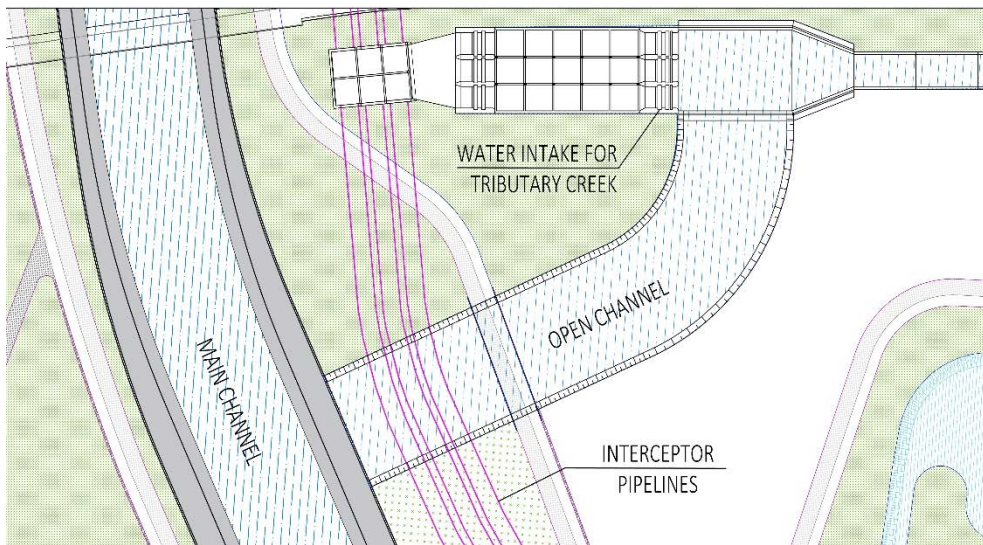 WATER INTAKE FOR
TRIBUTARY CREEK
OPEN CHANNEL
MAIN CHANNEL
INTERCEPTOR
PIPELINES